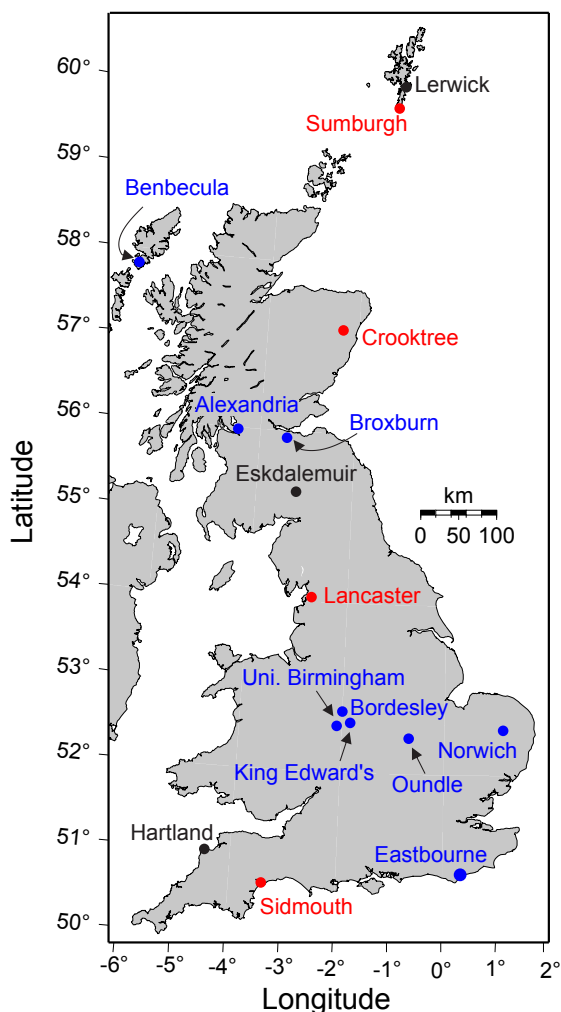 60°
Lerwick
Sumburgh
59°
Benbecula
58°
57°
Crooktree
Alexandria
56°
Broxburn
Eskdalemuir
55°
km
0 50 100
Latitude
54°
Lancaster
53°
Uni. Birmingham
Bordesley
52°
Norwich
King Edward's
Oundle
51°
Hartland
Eastbourne
50°
Sidmouth
-6° -5° -4° -3° -2° -1° 0° 1° 2°
Longitude